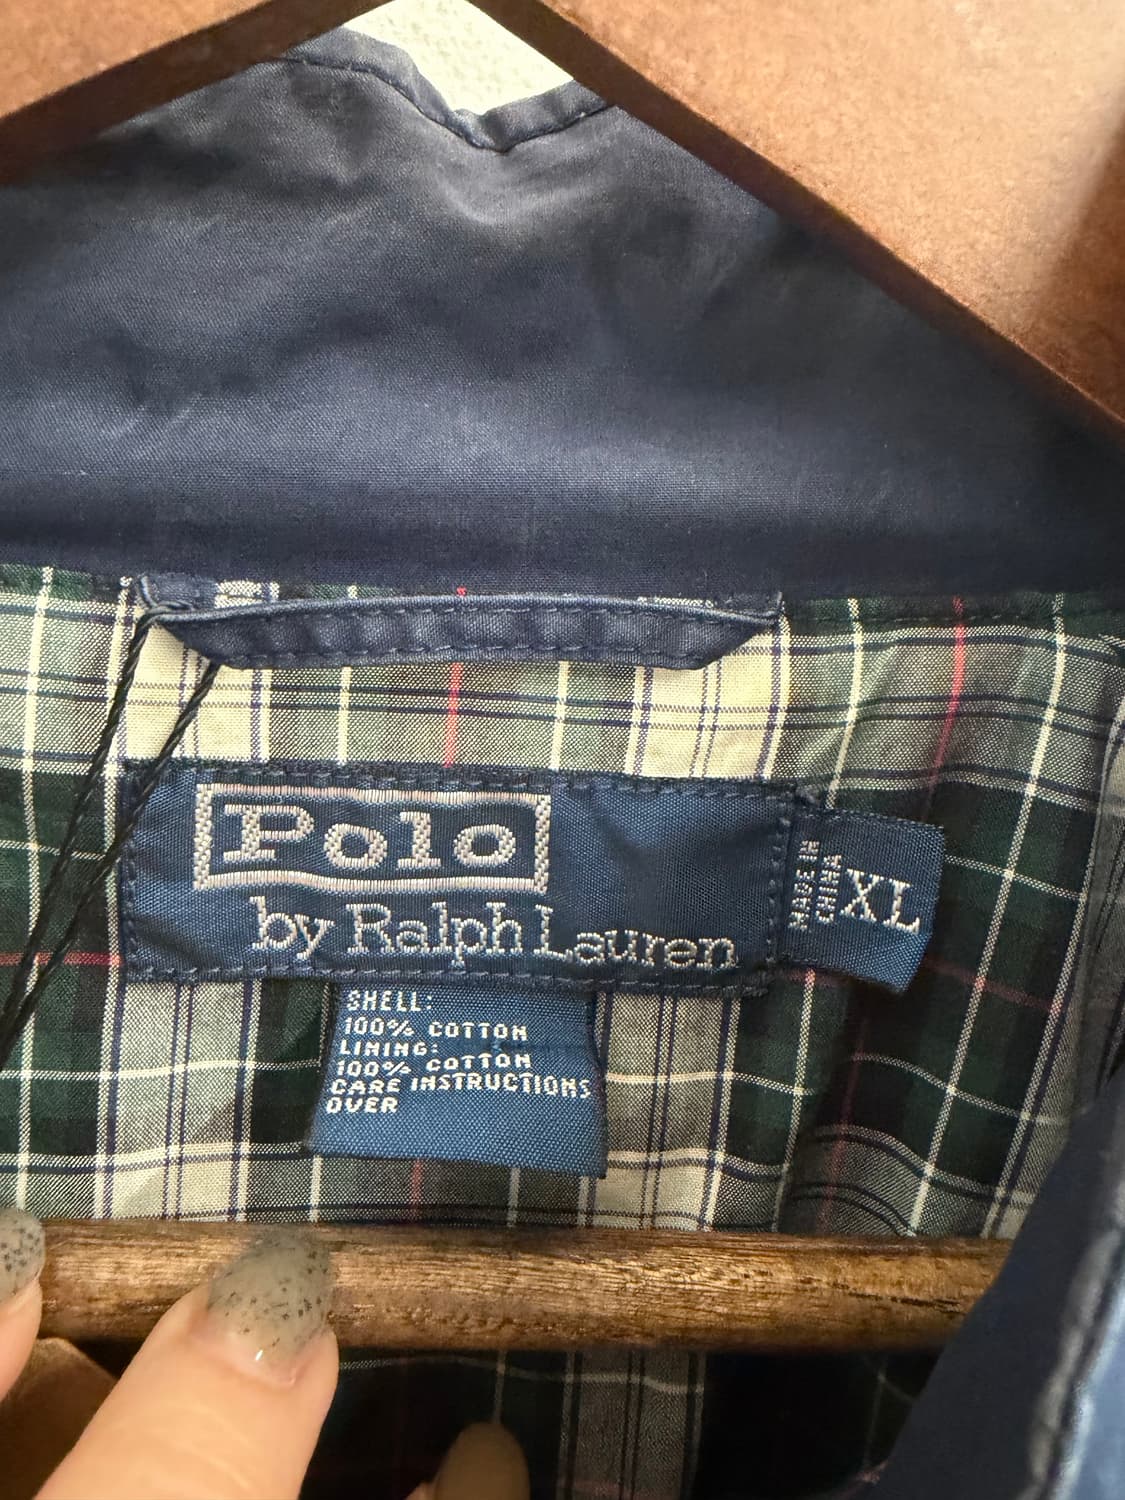 Polo
by Ralph Lauren
MADE IN
CHINA
XL
SHELL:
100% COTTON
LINING:
100% COTTON
CARE INSTRUCTIONS
OVER